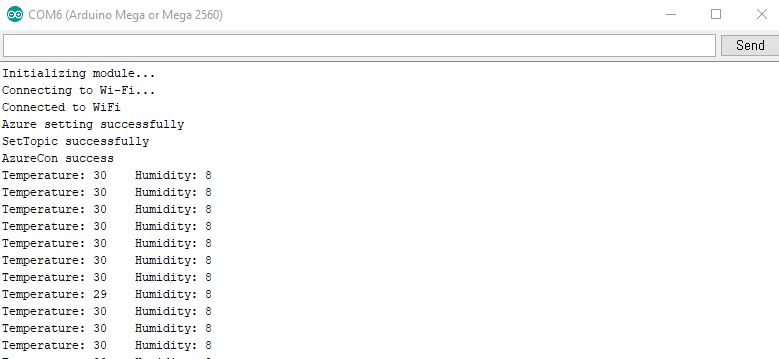 COM6 (Arduino Mega or Mega 2560)
Send
Initializing module...
Connecting to Wi-Fi...
Connected to WiFi
Azure setting successfully
SetTopic successfully
AzureCon success
Temperature: 30    Humidity: 8
Temperature: 30    Humidity: 8
Temperature: 30    Humidity: 8
Temperature: 30    Humidity: 8
Temperature: 30    Humidity: 8
Temperature: 30    Humidity: 8
Temperature: 30    Humidity: 8
Temperature: 29    Humidity: 8
Temperature: 30    Humidity: 8
Temperature: 30    Humidity: 8
Temperature: 30    Humidity: 8